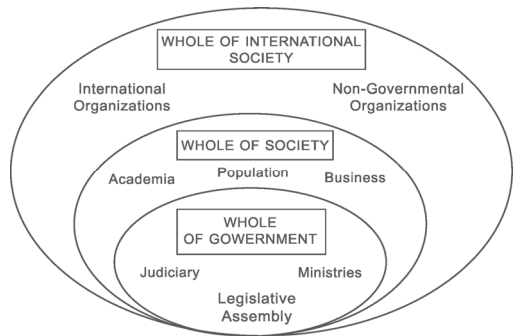 WHOLE OF INTERNATIONAL
SOCIETY
International
Organizations
Non-Governmental
Organizations
WHOLE OF SOCIETY
Academia
Population
Business
WHOLE
OF GOWERNMENT
Judiciary
Ministries
Legislative
Assembly